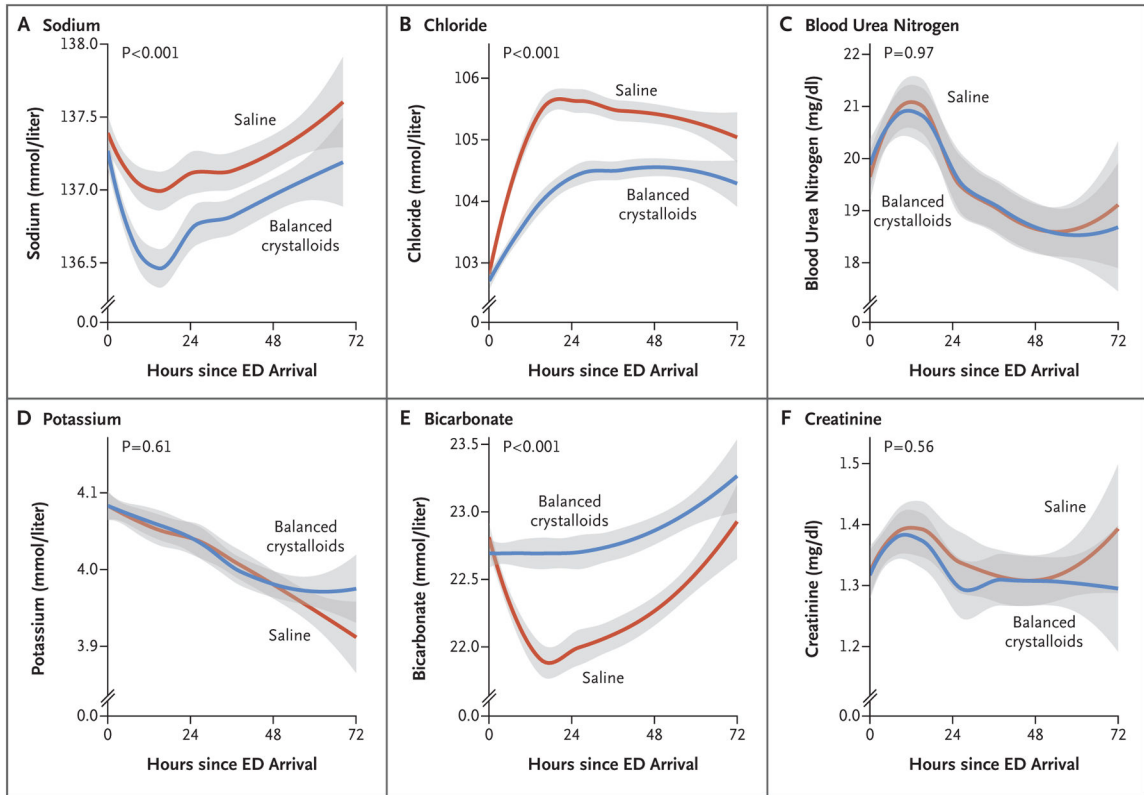 A Sodium
P<0.001
138.0
137.5
137.0
136.5
0.0
Sodium (mmol/liter)
Saline
Balanced
crystalloids
0 24 48 72
Hours since ED Arrival
B Chloride
P<0.001
106
105
104
103
0
Chloride (mmol/liter)
Saline
Balanced
crystalloids
0 24 48 72
Hours since ED Arrival
C Blood Urea Nitrogen
P=0.97
22
21
20
19
18
0
Blood Urea Nitrogen (mg/dl)
Saline
Balanced
crystalloids
0 24 48 72
Hours since ED Arrival
D Potassium
P=0.61
4.1
4.0
3.9
0.0
Potassium (mmol/liter)
Balanced
crystalloids
Saline
0 24 48 72
Hours since ED Arrival
E Bicarbonate
P<0.001
23.5
23.0
22.5
22.0
0.0
Bicarbonate (mmol/liter)
Balanced
crystalloids
Saline
0 24 48 72
Hours since ED Arrival
F Creatinine
P=0.56
1.5
1.4
1.3
1.2
0.0
Creatinine (mg/dl)
Saline
Balanced
crystalloids
0 24 48 72
Hours since ED Arrival